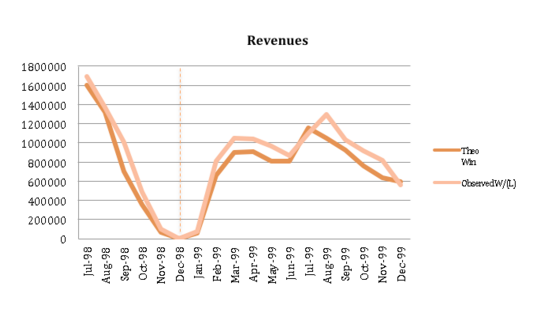 Revenues
1800000
1600000
1400000
1200000
1000000
800000
600000
400000
200000
0
Jul-98
Aug-98
Sep-98
Oct-98
Nov-98
Dec-98
Jan-99
Feb-99
Mar-99
Apr-99
May-99
Jun-99
Jul-99
Aug-99
Sep-99
Oct-99
Nov-99
Dec-99
Theo
Win
Observed W/(L)